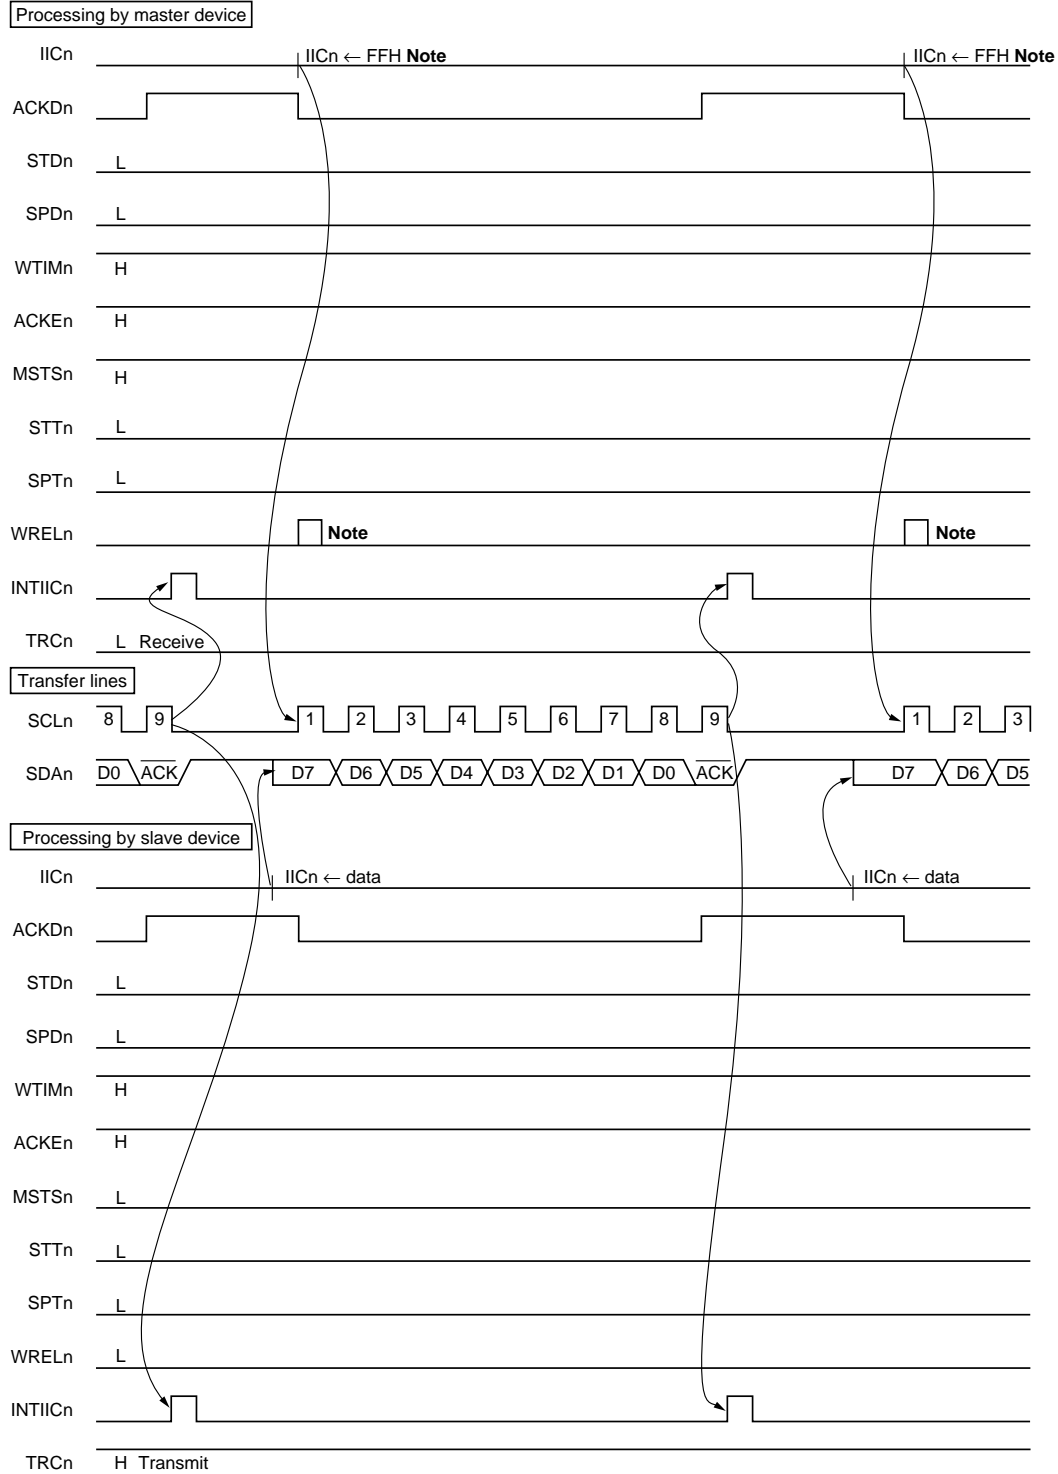 Processing by master device
IICn IICn ← FFH Note IICn ← FFH Note
ACKDn
STDn L
SPDn L
WTIMn H
ACKEn H
MSTSn H
STTn L
SPTn L
WRELn Note Note
INTIICn
TRCn L Receive
Transfer lines
SCLn 8 9 1 2 3 4 5 6 7 8 9 1 2 3
SDAn D0 ACK D7 D6 D5 D4 D3 D2 D1 D0 ACK D7 D6 D5
Processing by slave device
IICn IICn ← data IICn ← data
ACKDn
STDn L
SPDn L
WTIMn H
ACKEn H
MSTSn L
STTn L
SPTn L
WRELn L
INTIICn
TRCn H Transmit